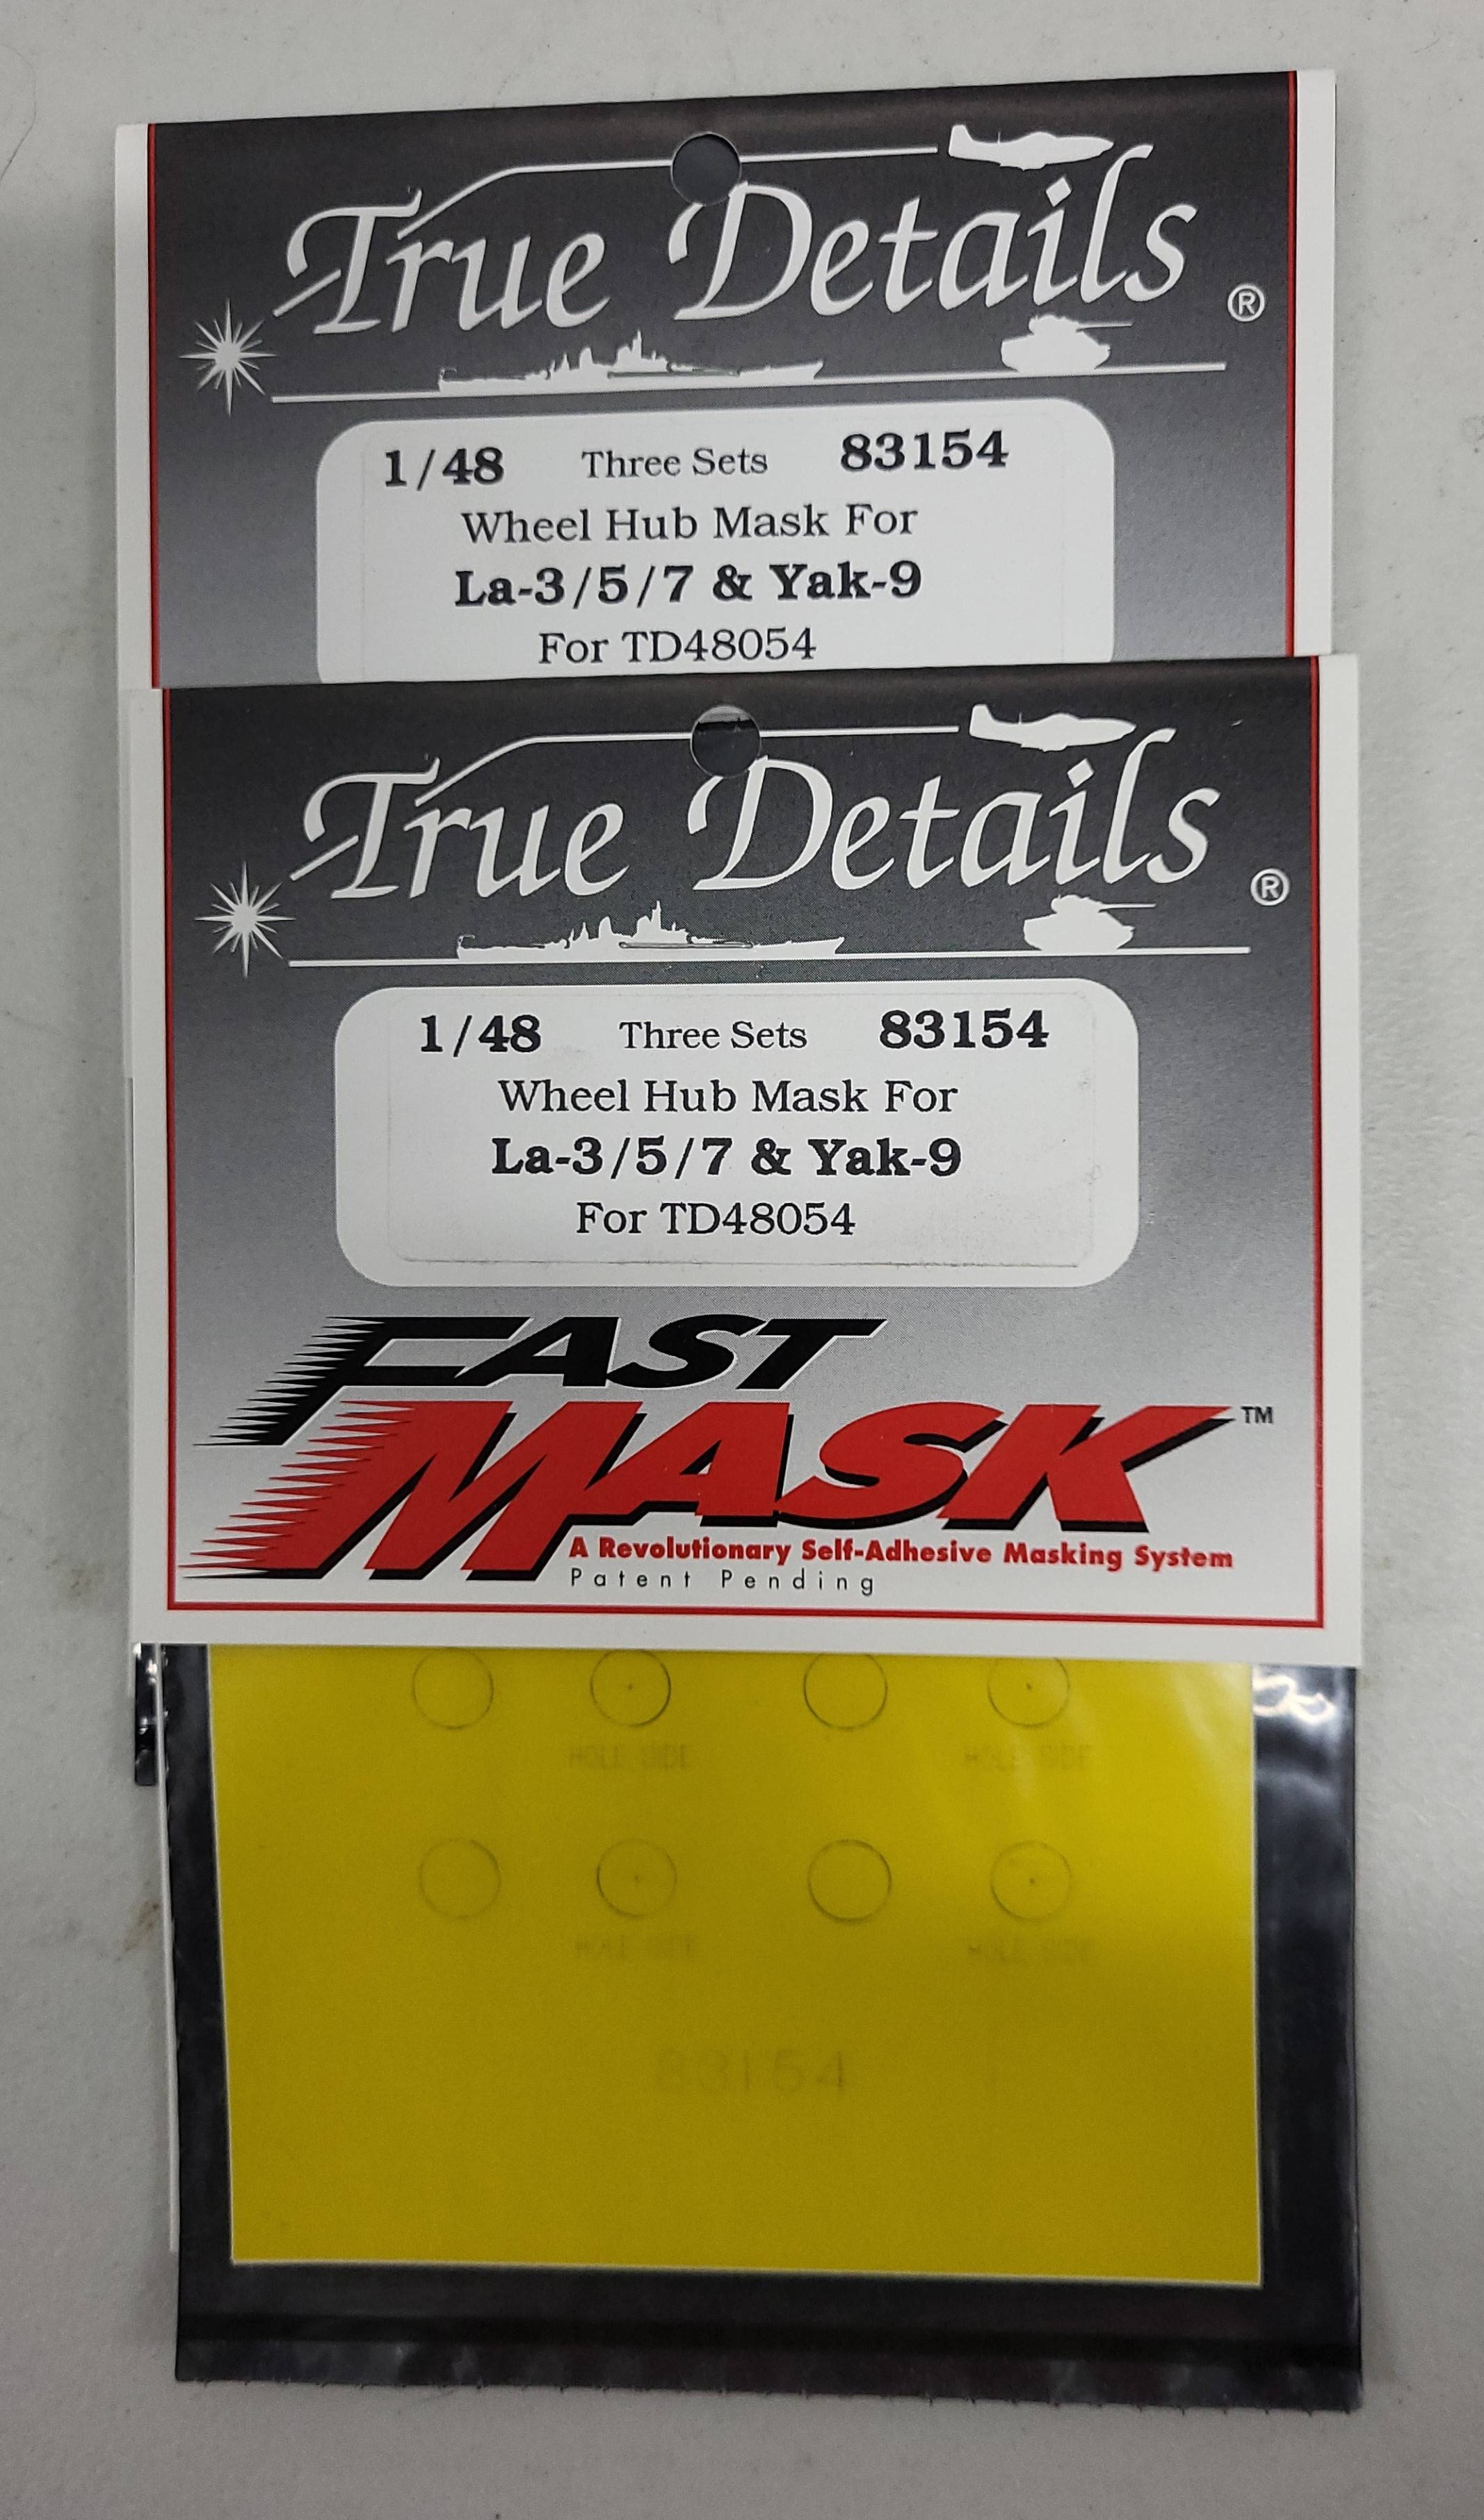 True Details ®
1/48 Three Sets 83154
Wheel Hub Mask For
La-3/5/7 & Yak-9
For TD48054
True Details ®
1/48 Three Sets 83154
Wheel Hub Mask For
La-3/5/7 & Yak-9
For TD48054
FAST
MASK ™
A Revolutionary Self-Adhesive Masking System
Patent Pending
HOLE SIDE HOLE SIDE
HOLE SIDE HOLE SIDE
83154